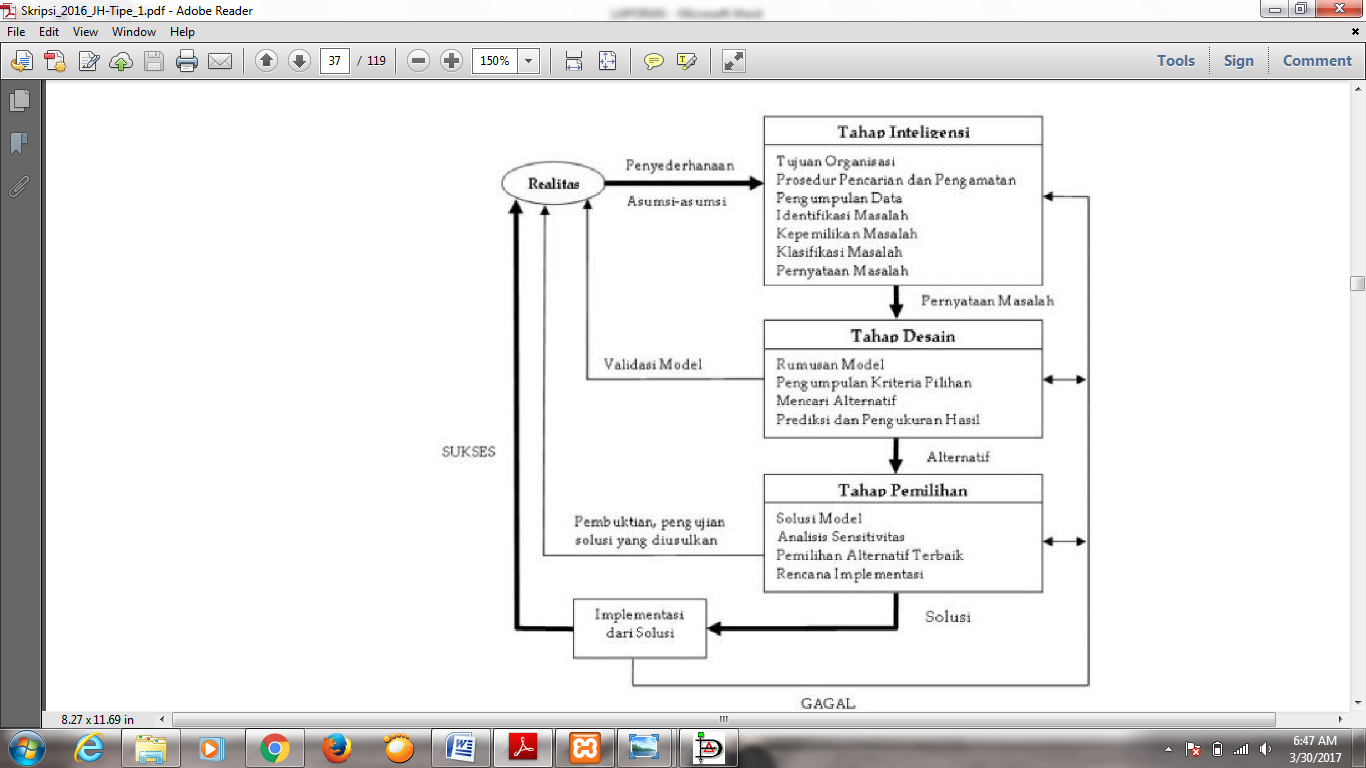 Skripsi_2016_JH-Tipe_1.pdf - Adobe Reader
LAPORAN - Microsoft Word
File Edit View Window Help
37 / 119
150%
Tools Sign Comment
Tahap Inteligensi
Tujuan Organisasi
Prosedur Pencarian dan Pengamatan
Pengumpulan Data
Identifikasi Masalah
Kepemilikan Masalah
Klasifikasi Masalah
Pernyataan Masalah
Realitas
Penyederhanaan
Asumsi-asumsi
Pernyataan Masalah
Tahap Desain
Rumusan Model
Pengumpulan Kriteria Pilihan
Mencari Alternatif
Prediksi dan Pengukuran Hasil
Validasi Model
SUKSES
Alternatif
Tahap Pemilihan
Solusi Model
Analisis Sensitivitas
Pemilihan Alternatif Terbaik
Rencana Implementasi
Pembuktian, pengujian
solusi yang diusulkan
Implementasi
dari Solusi
Solusi
GAGAL
8.27 x 11.69 in
6:47 AM
3/30/2017